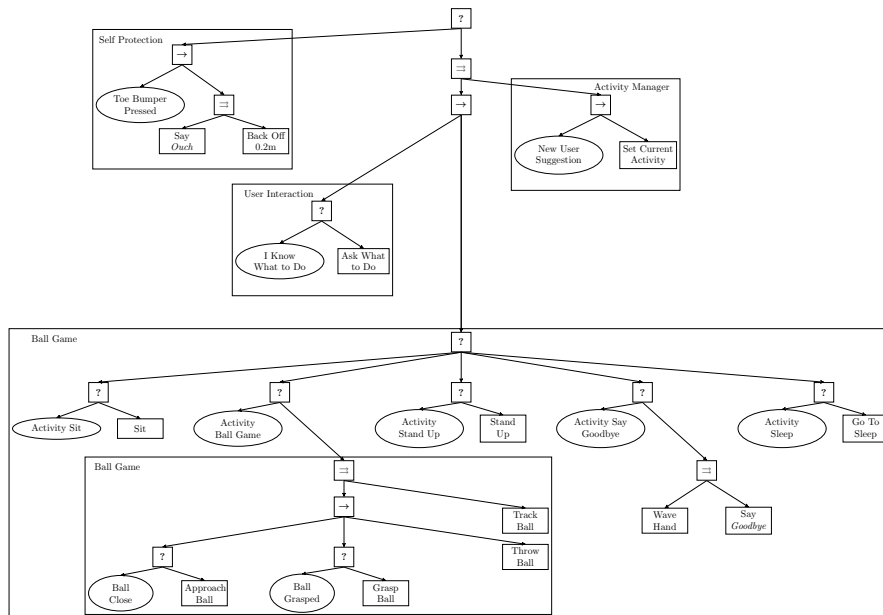 ?
Self Protection
→
⇉
Activity Manager
→
→
Toe Bumper
Pressed
⇉
Say
Ouch
Back Off
0.2m
New User
Suggestion
Set Current
Activity
User Interaction
?
I Know
What to Do
Ask What
to Do
Ball Game
?
?
?
?
?
?
Activity Sit
Sit
Activity
Ball Game
Activity
Stand Up
Stand
Up
Activity Say
Goodbye
Activity
Sleep
Go To
Sleep
Ball Game
⇉
⇉
→
Track
Ball
Wave
Hand
Say
Goodbye
?
?
Throw
Ball
Ball
Close
Approach
Ball
Ball
Grasped
Grasp
Ball